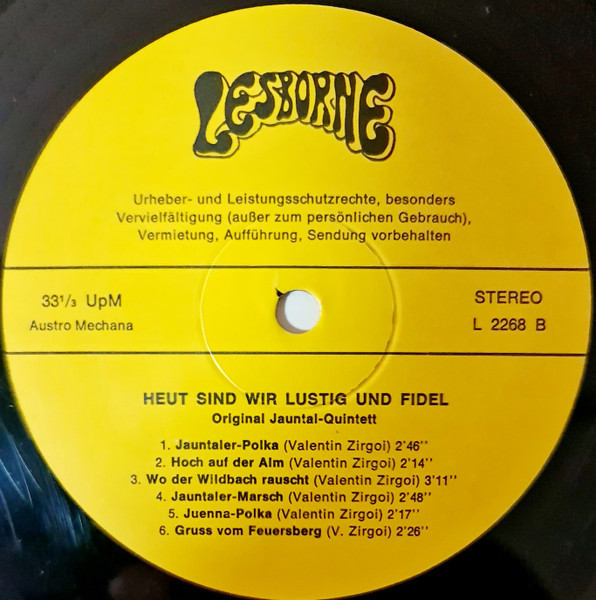 LESBORNE
Urheber- und Leistungsschutzrechte, besonders
Vervielfältigung (außer zum persönlichen Gebrauch),
Vermietung, Aufführung, Sendung vorbehalten
33¹/₃ UpM
Austro Mechana
STEREO
L 2268 B
HEUT SIND WIR LUSTIG UND FIDEL
Original Jauntal-Quintett
1. Jauntaler-Polka (Valentin Zirgoi) 2'46''
2. Hoch auf der Alm (Valentin Zirgoi) 2'14''
3. Wo der Wildbach rauscht (Valentin Zirgoi) 3'11''
4. Jauntaler-Marsch (Valentin Zirgoi) 2'48''
5. Juenna-Polka (Valentin Zirgoi) 2'17''
6. Gruss vom Feuersberg (V. Zirgoi) 2'26''